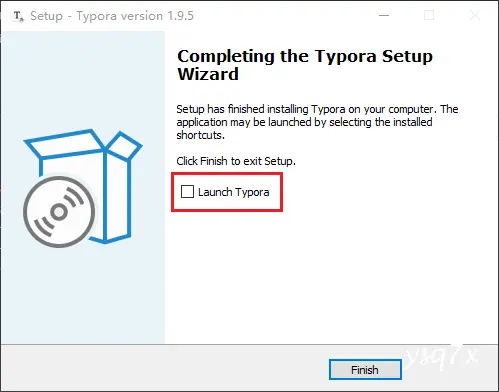 Setup - Typora version 1.9.5
Completing the Typora Setup
Wizard
Setup has finished installing Typora on your computer. The
application may be launched by selecting the installed
shortcuts.
Click Finish to exit Setup.
Launch Typora
Finish
ysq7x